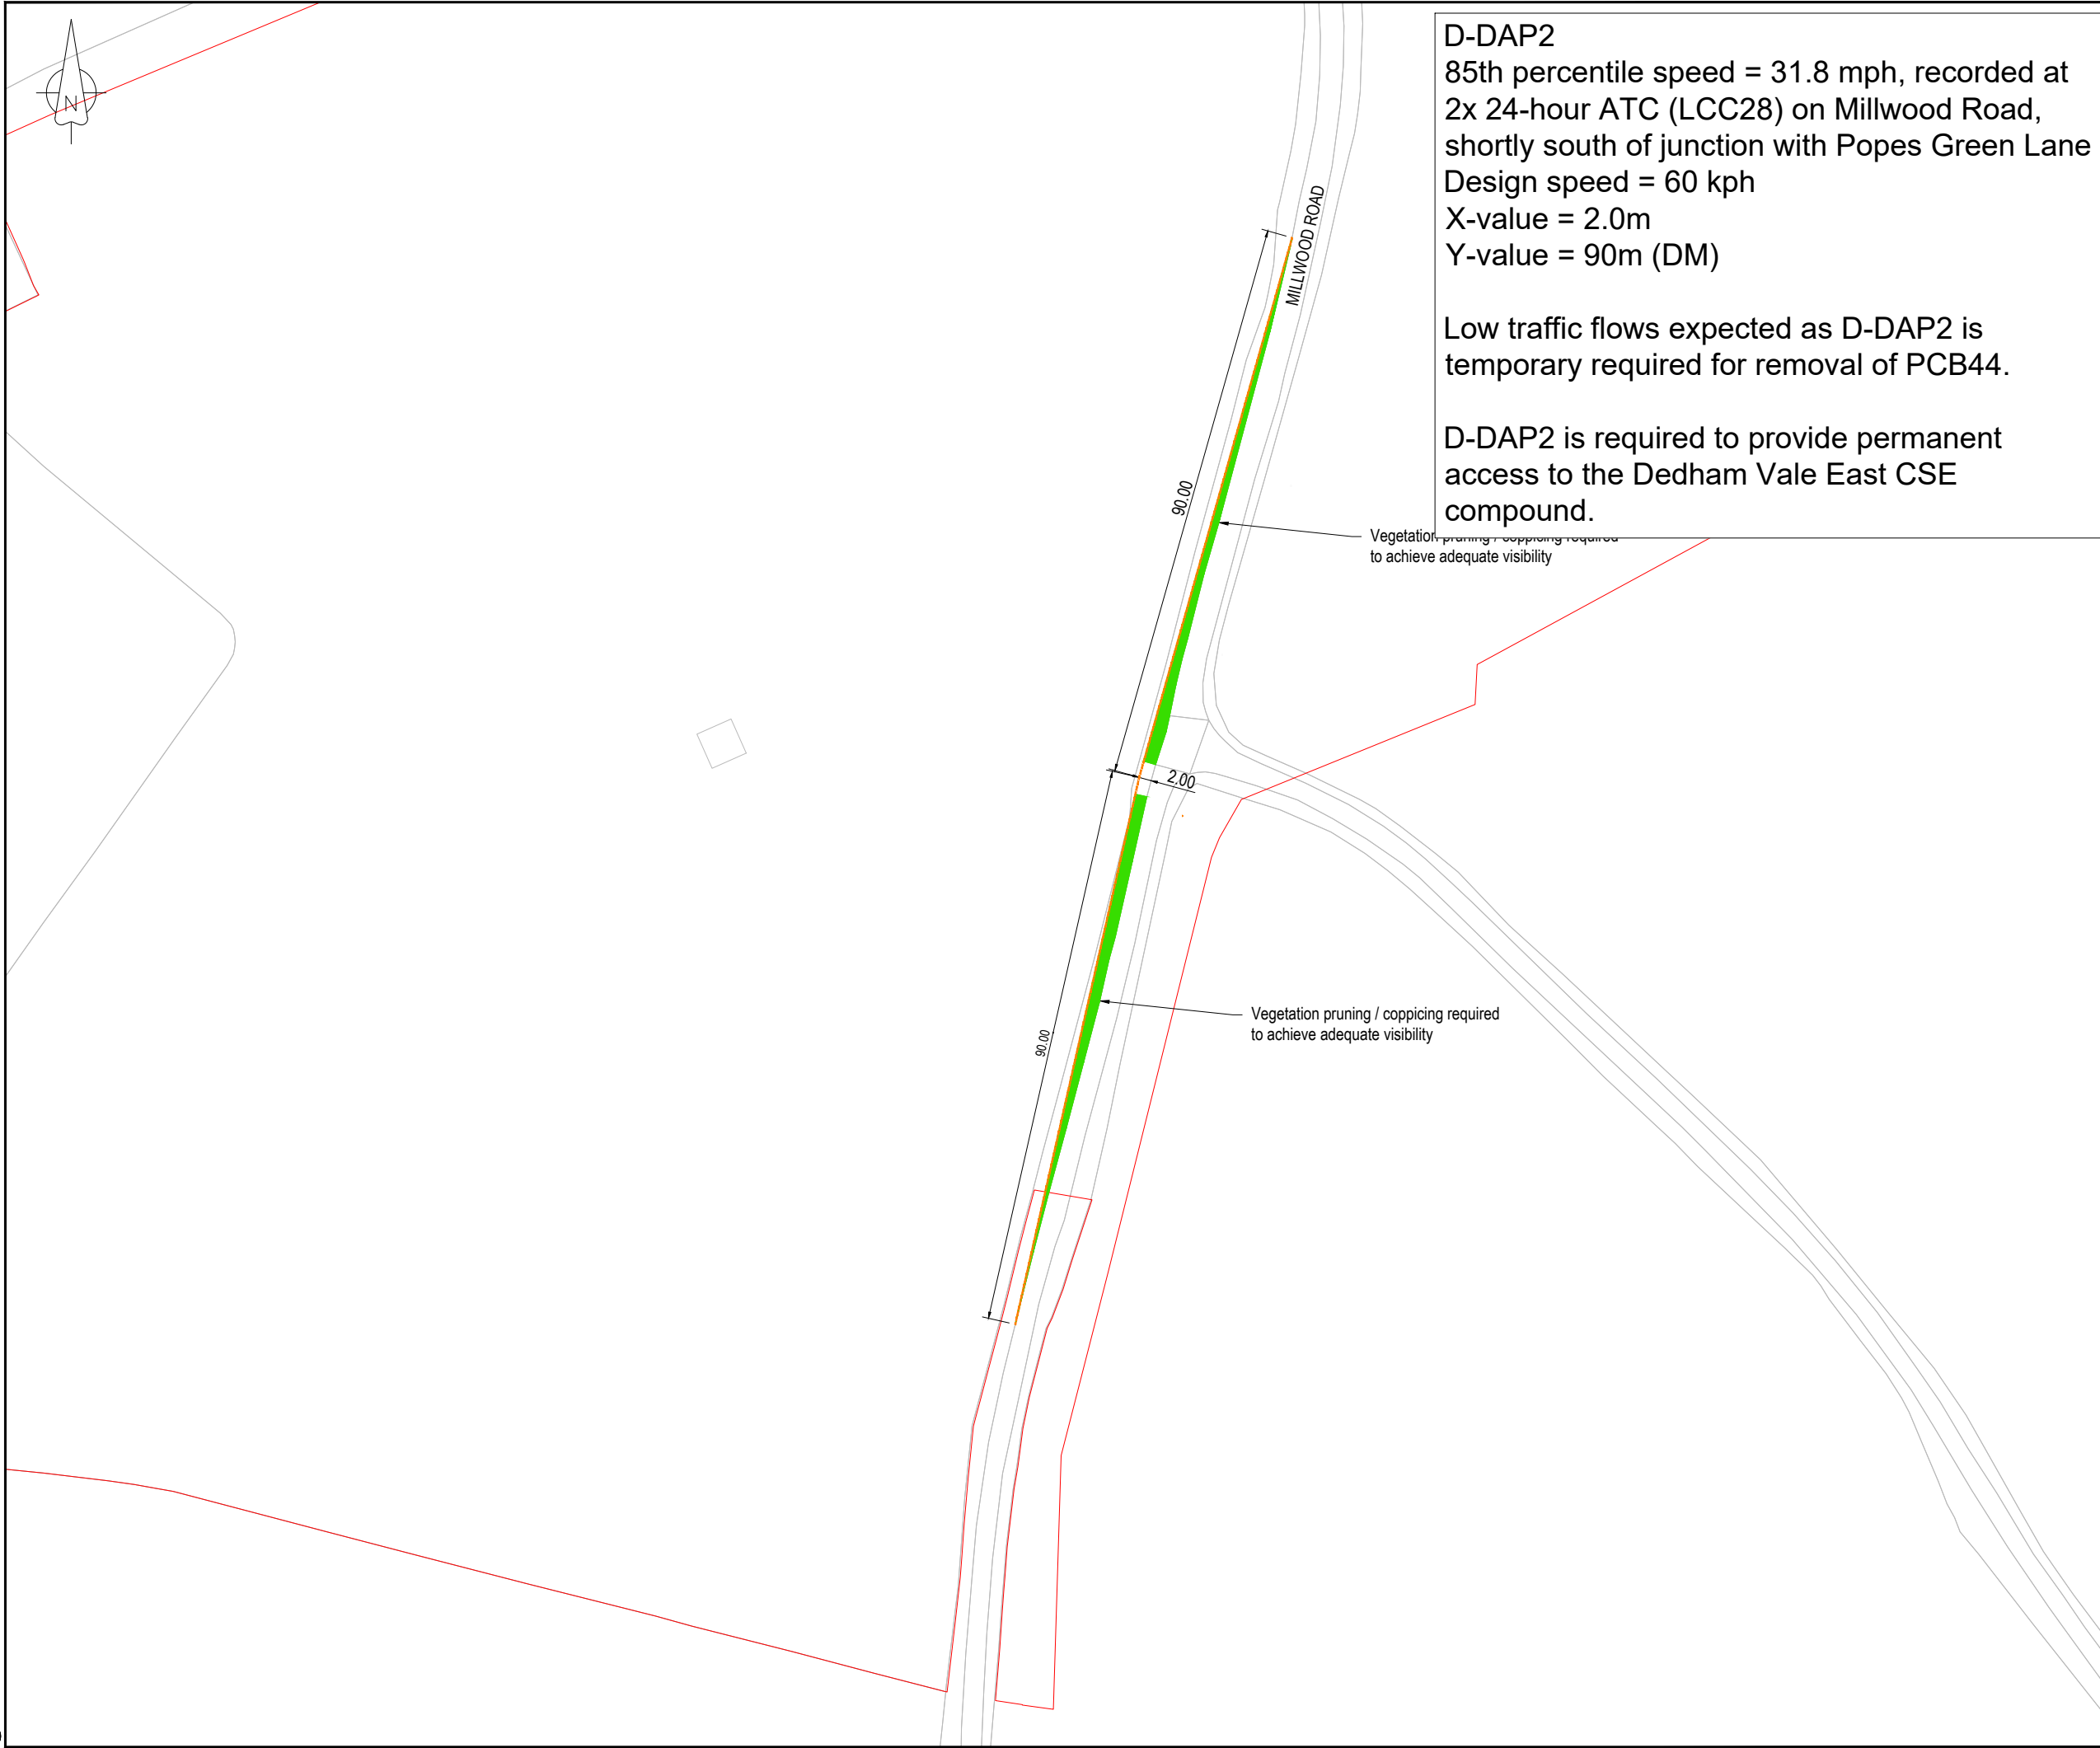 N
D-DAP2
85th percentile speed = 31.8 mph, recorded at
2x 24-hour ATC (LCC28) on Millwood Road,
shortly south of junction with Popes Green Lane
Design speed = 60 kph
X-value = 2.0m
Y-value = 90m (DM)
Low traffic flows expected as D-DAP2 is
temporary required for removal of PCB44.
D-DAP2 is required to provide permanent
access to the Dedham Vale East CSE
compound.
MILLWOOD ROAD
90.00
Vegetation pruning / coppicing required
to achieve adequate visibility
2.00
90.00
Vegetation pruning / coppicing required
to achieve adequate visibility